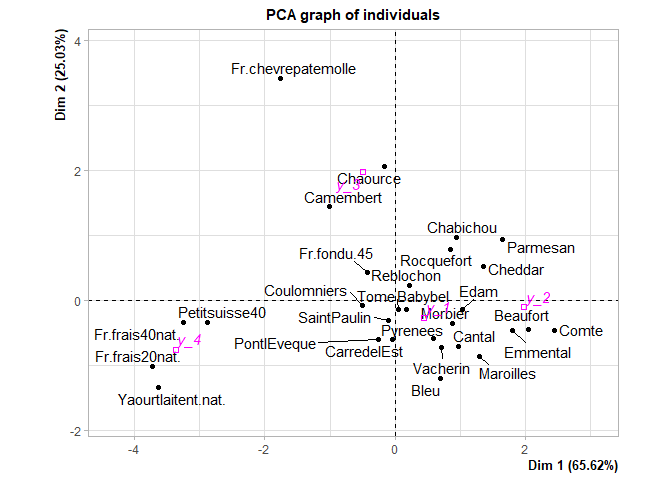 PCA graph of individuals
Dim 2 (25.03%)
4
Fr.chevrepatemolle
2
Chaource
y_3
Camembert
Chabichou
Parmesan
Fr.fondu.45
Rocquefort
Cheddar
Reblochon
Coulomniers
TomeBabybel
Edam
y_2
0
Petitsuisse40
SaintPaulin
y_1
Morbier
Beaufort
Fr.frais40nat.
y_4
Pyrenees
Cantal
Comte
PontlEveque
CarredelEst
Emmental
Fr.frais20nat.
Vacherin
Maroilles
Yaourtlaitent.nat.
Bleu
-2
-4 -2 0 2
Dim 1 (65.62%)